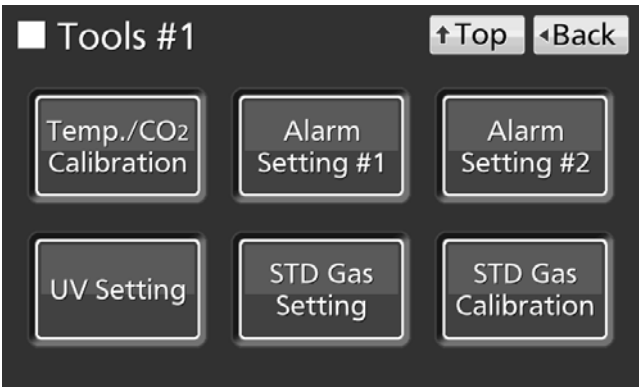 Tools #1
↑Top
◂Back
Temp./CO2
Calibration
Alarm
Setting #1
Alarm
Setting #2
UV Setting
STD Gas
Setting
STD Gas
Calibration